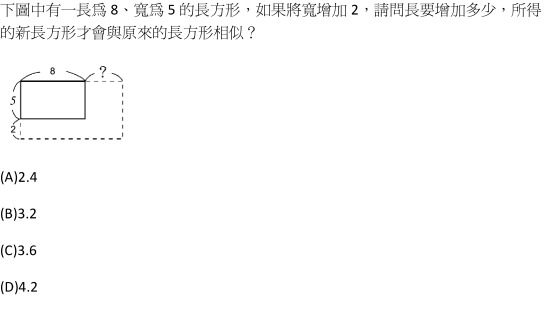 下圖中有一長爲 8、寬爲 5 的長方形，如果將寬增加 2，請問長要增加多少，所得
的新長方形才會與原來的長方形相似？
8
?
5
2
(A)2.4
(B)3.2
(C)3.6
(D)4.2